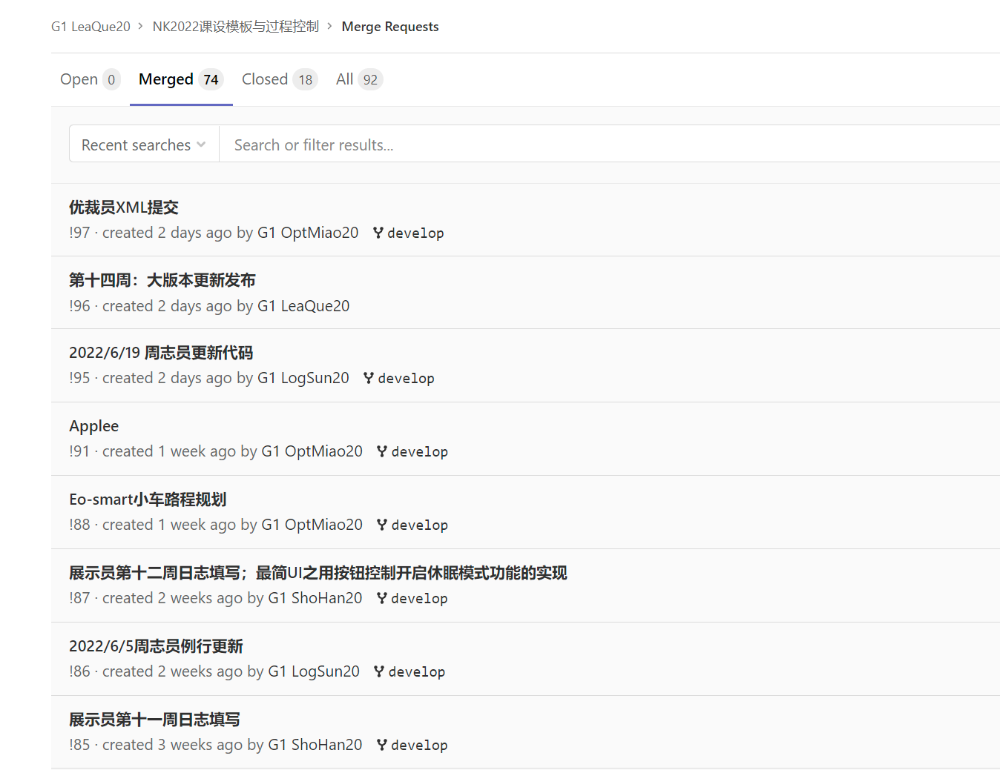 G1 LeaQue20 › NK2022课设模板与过程控制 › Merge Requests
Open 0 Merged 74 Closed 18 All 92
Recent searches Search or filter results...
优裁员XML提交
!97 · created 2 days ago by G1 OptMiao20 develop
第十四周：大版本更新发布
!96 · created 2 days ago by G1 LeaQue20
2022/6/19 周志员更新代码
!95 · created 2 days ago by G1 LogSun20 develop
Applee
!91 · created 1 week ago by G1 OptMiao20 develop
Eo-smart小车路程规划
!88 · created 1 week ago by G1 OptMiao20 develop
展示员第十二周日志填写；最简UI之用按钮控制开启休眠模式功能的实现
!87 · created 2 weeks ago by G1 ShoHan20 develop
2022/6/5周志员例行更新
!86 · created 2 weeks ago by G1 LogSun20 develop
展示员第十一周日志填写
!85 · created 3 weeks ago by G1 ShoHan20 develop